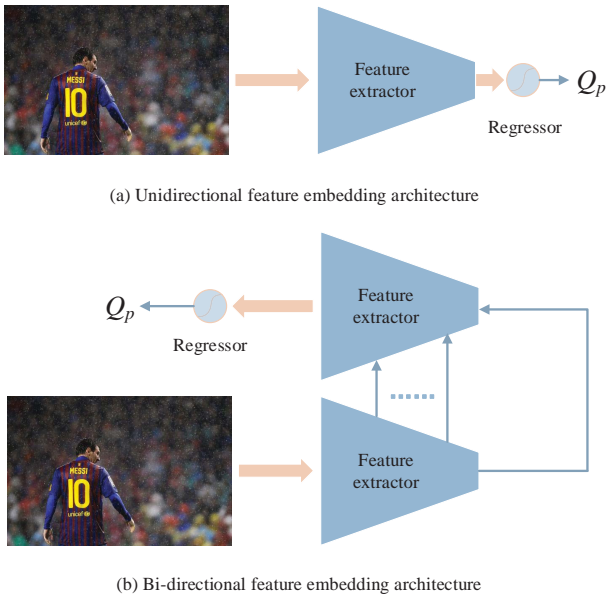 MESSI
10
unicef
Feature
extractor
Q_p
Regressor
(a) Unidirectional feature embedding architecture
Q_p
Feature
extractor
Regressor
MESSI
10
unicef
Feature
extractor
(b) Bi-directional feature embedding architecture